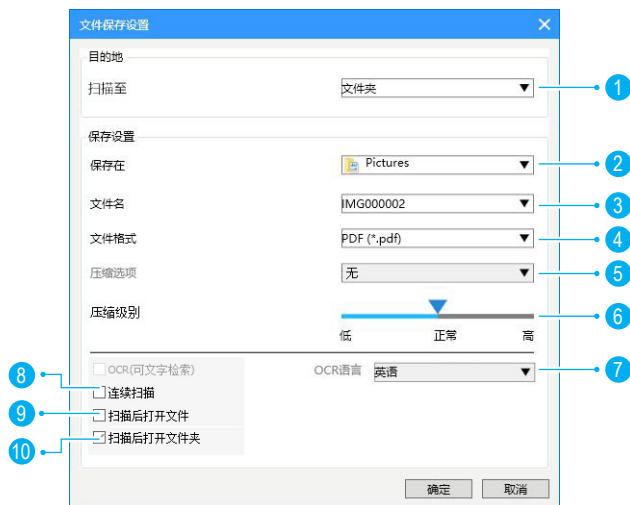 文件保存设置
目的地
扫描至 文件夹 1
保存设置
保存在 Pictures 2
文件名 IMG000002 3
文件格式 PDF (*.pdf) 4
压缩选项 无 5
压缩级别 6
低 正常 高
OCR(可文字检索) OCR语言 英语 7
8 连续扫描
9 扫描后打开文件
10 扫描后打开文件夹
确定 取消